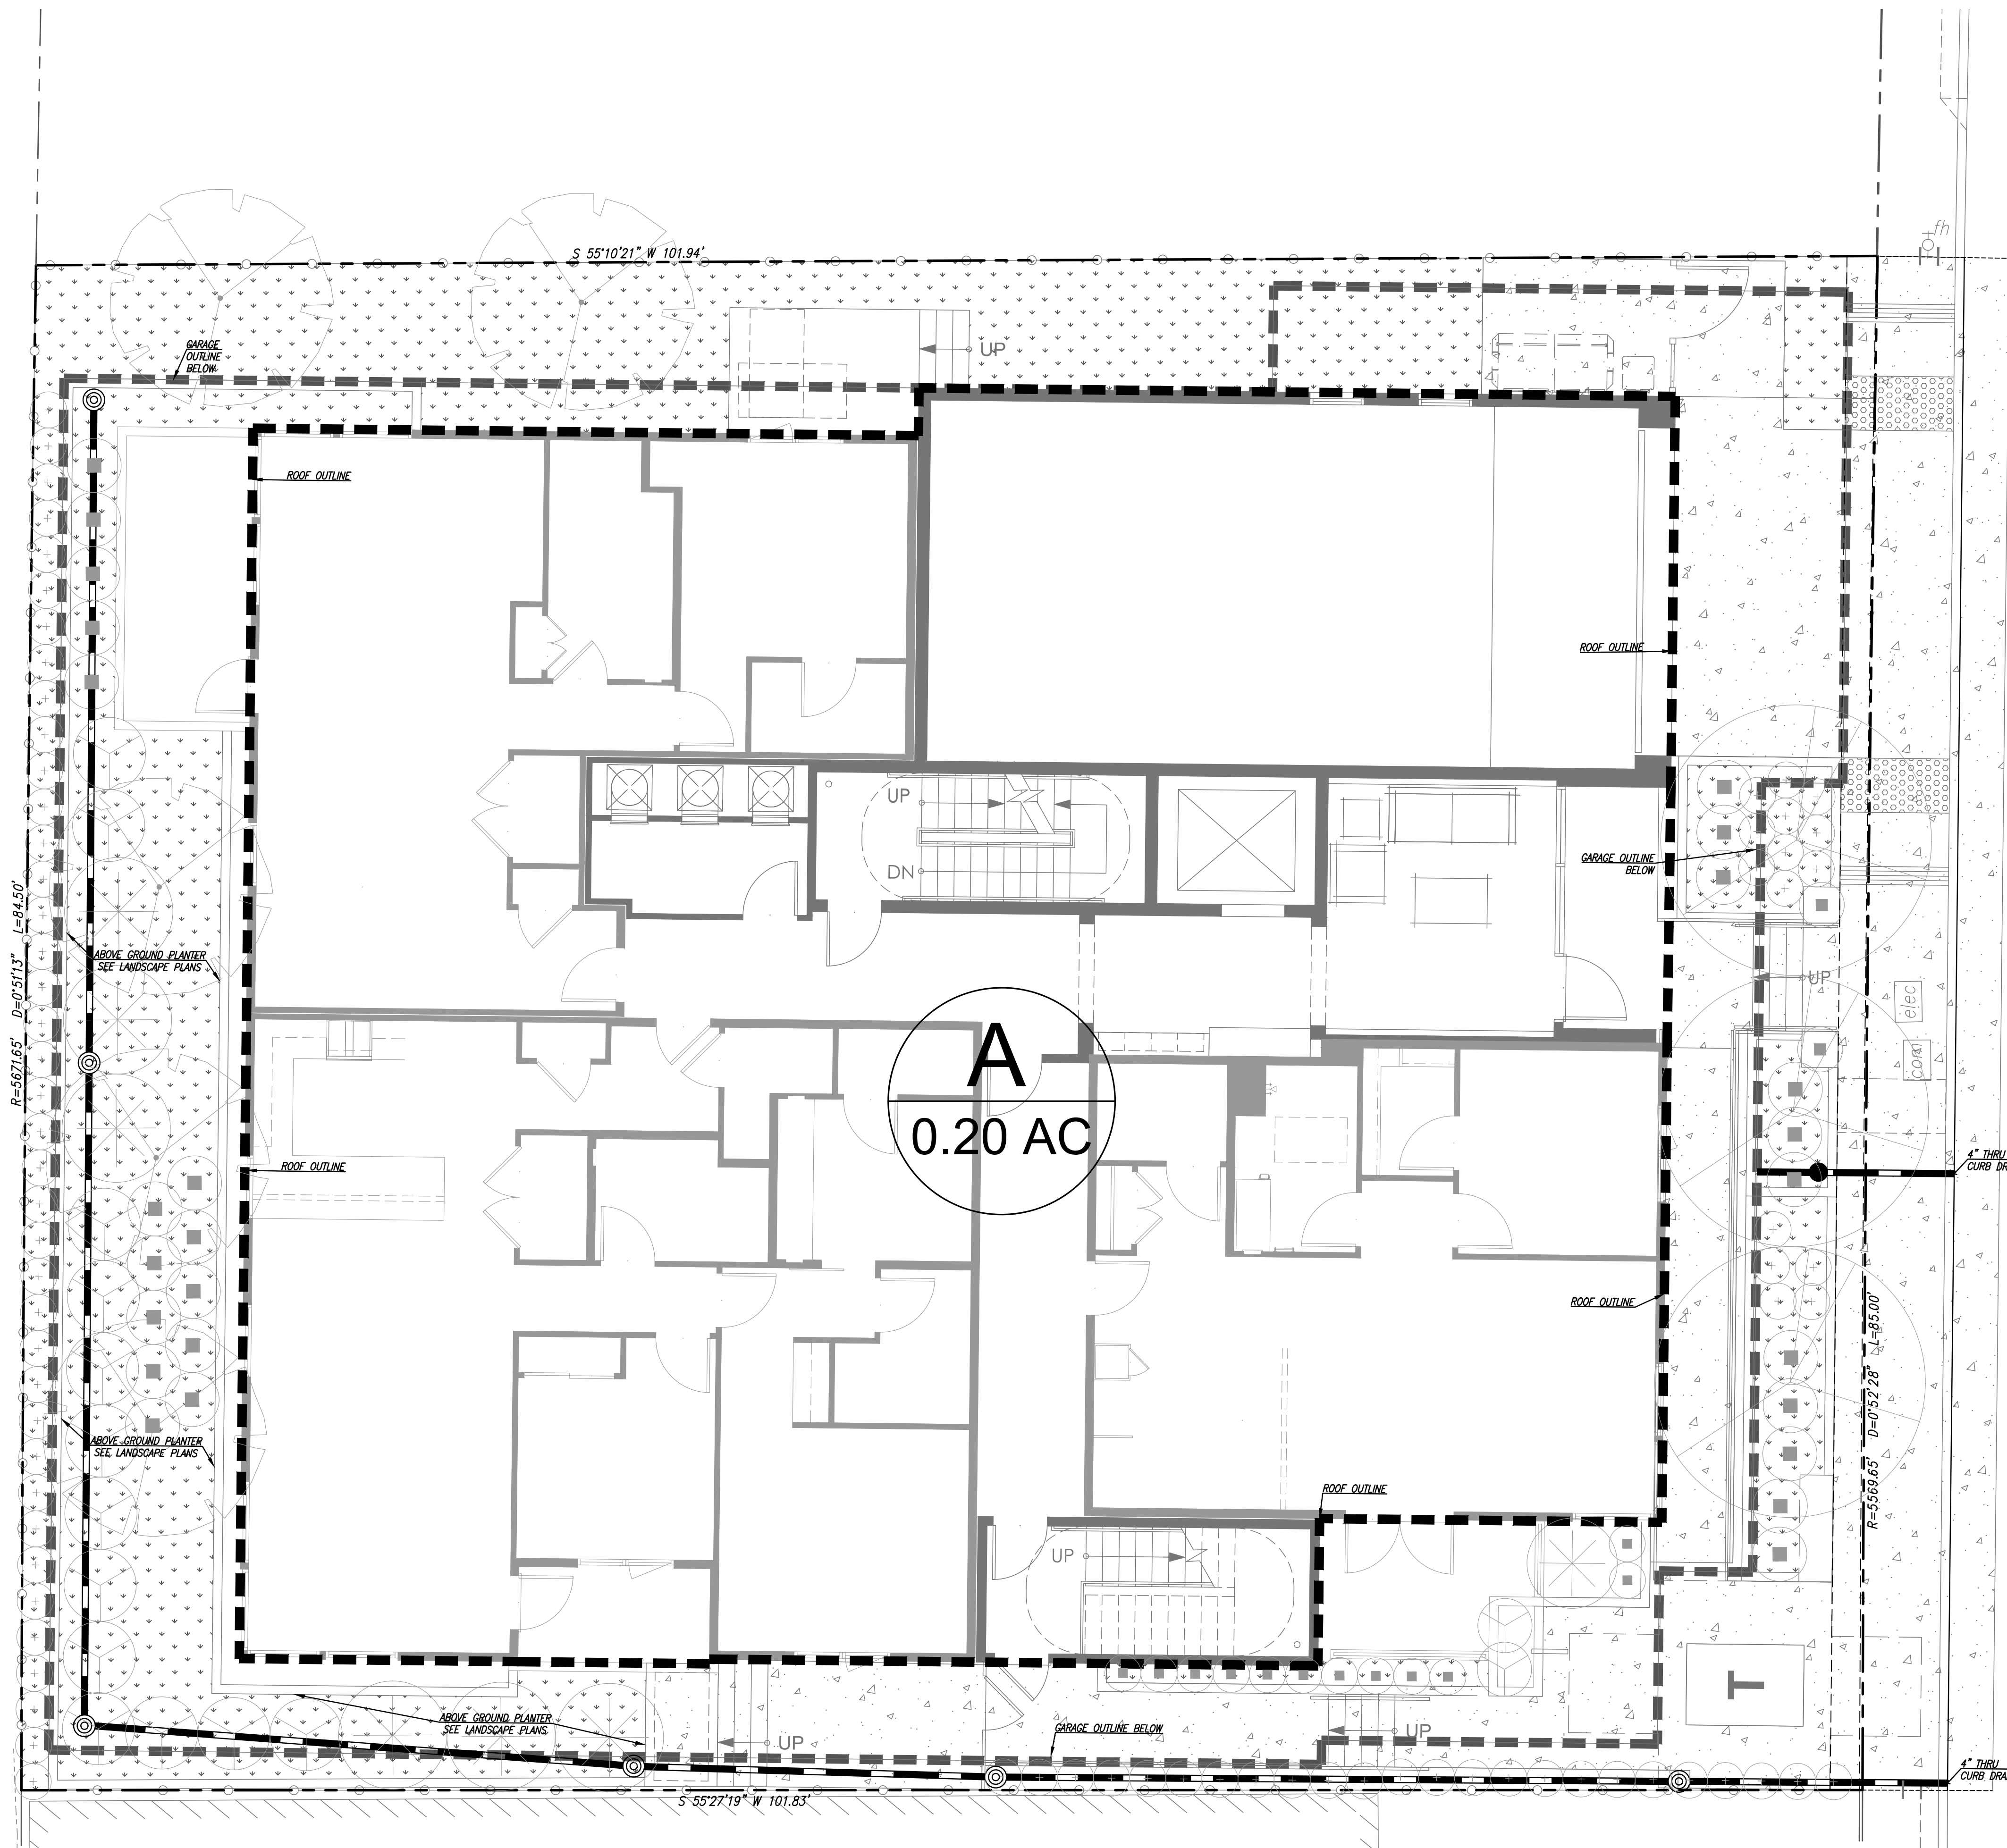 fh
S 55°10'21" W 101.94'
GARAGE
OUTLINE
BELOW
UP
ROOF OUTLINE
ROOF OUTLINE
UP
DN
GARAGE OUTLINE
BELOW
R=5671.65' D=0°51'13" L=84.50'
ABOVE GROUND PLANTER
SEE LANDSCAPE PLANS
UP
elec
com
A
0.20 AC
ROOF OUTLINE
4" THRU
CURB
ROOF OUTLINE
R=5569.65' D=0°52'28" L=85.00'
ABOVE GROUND PLANTER
SEE LANDSCAPE PLANS
ROOF OUTLINE
UP
T
ABOVE GROUND PLANTER
SEE LANDSCAPE PLANS
UP
GARAGE OUTLINE BELOW
UP
4" THRU
CURB
S 55°27'19" W 101.83'